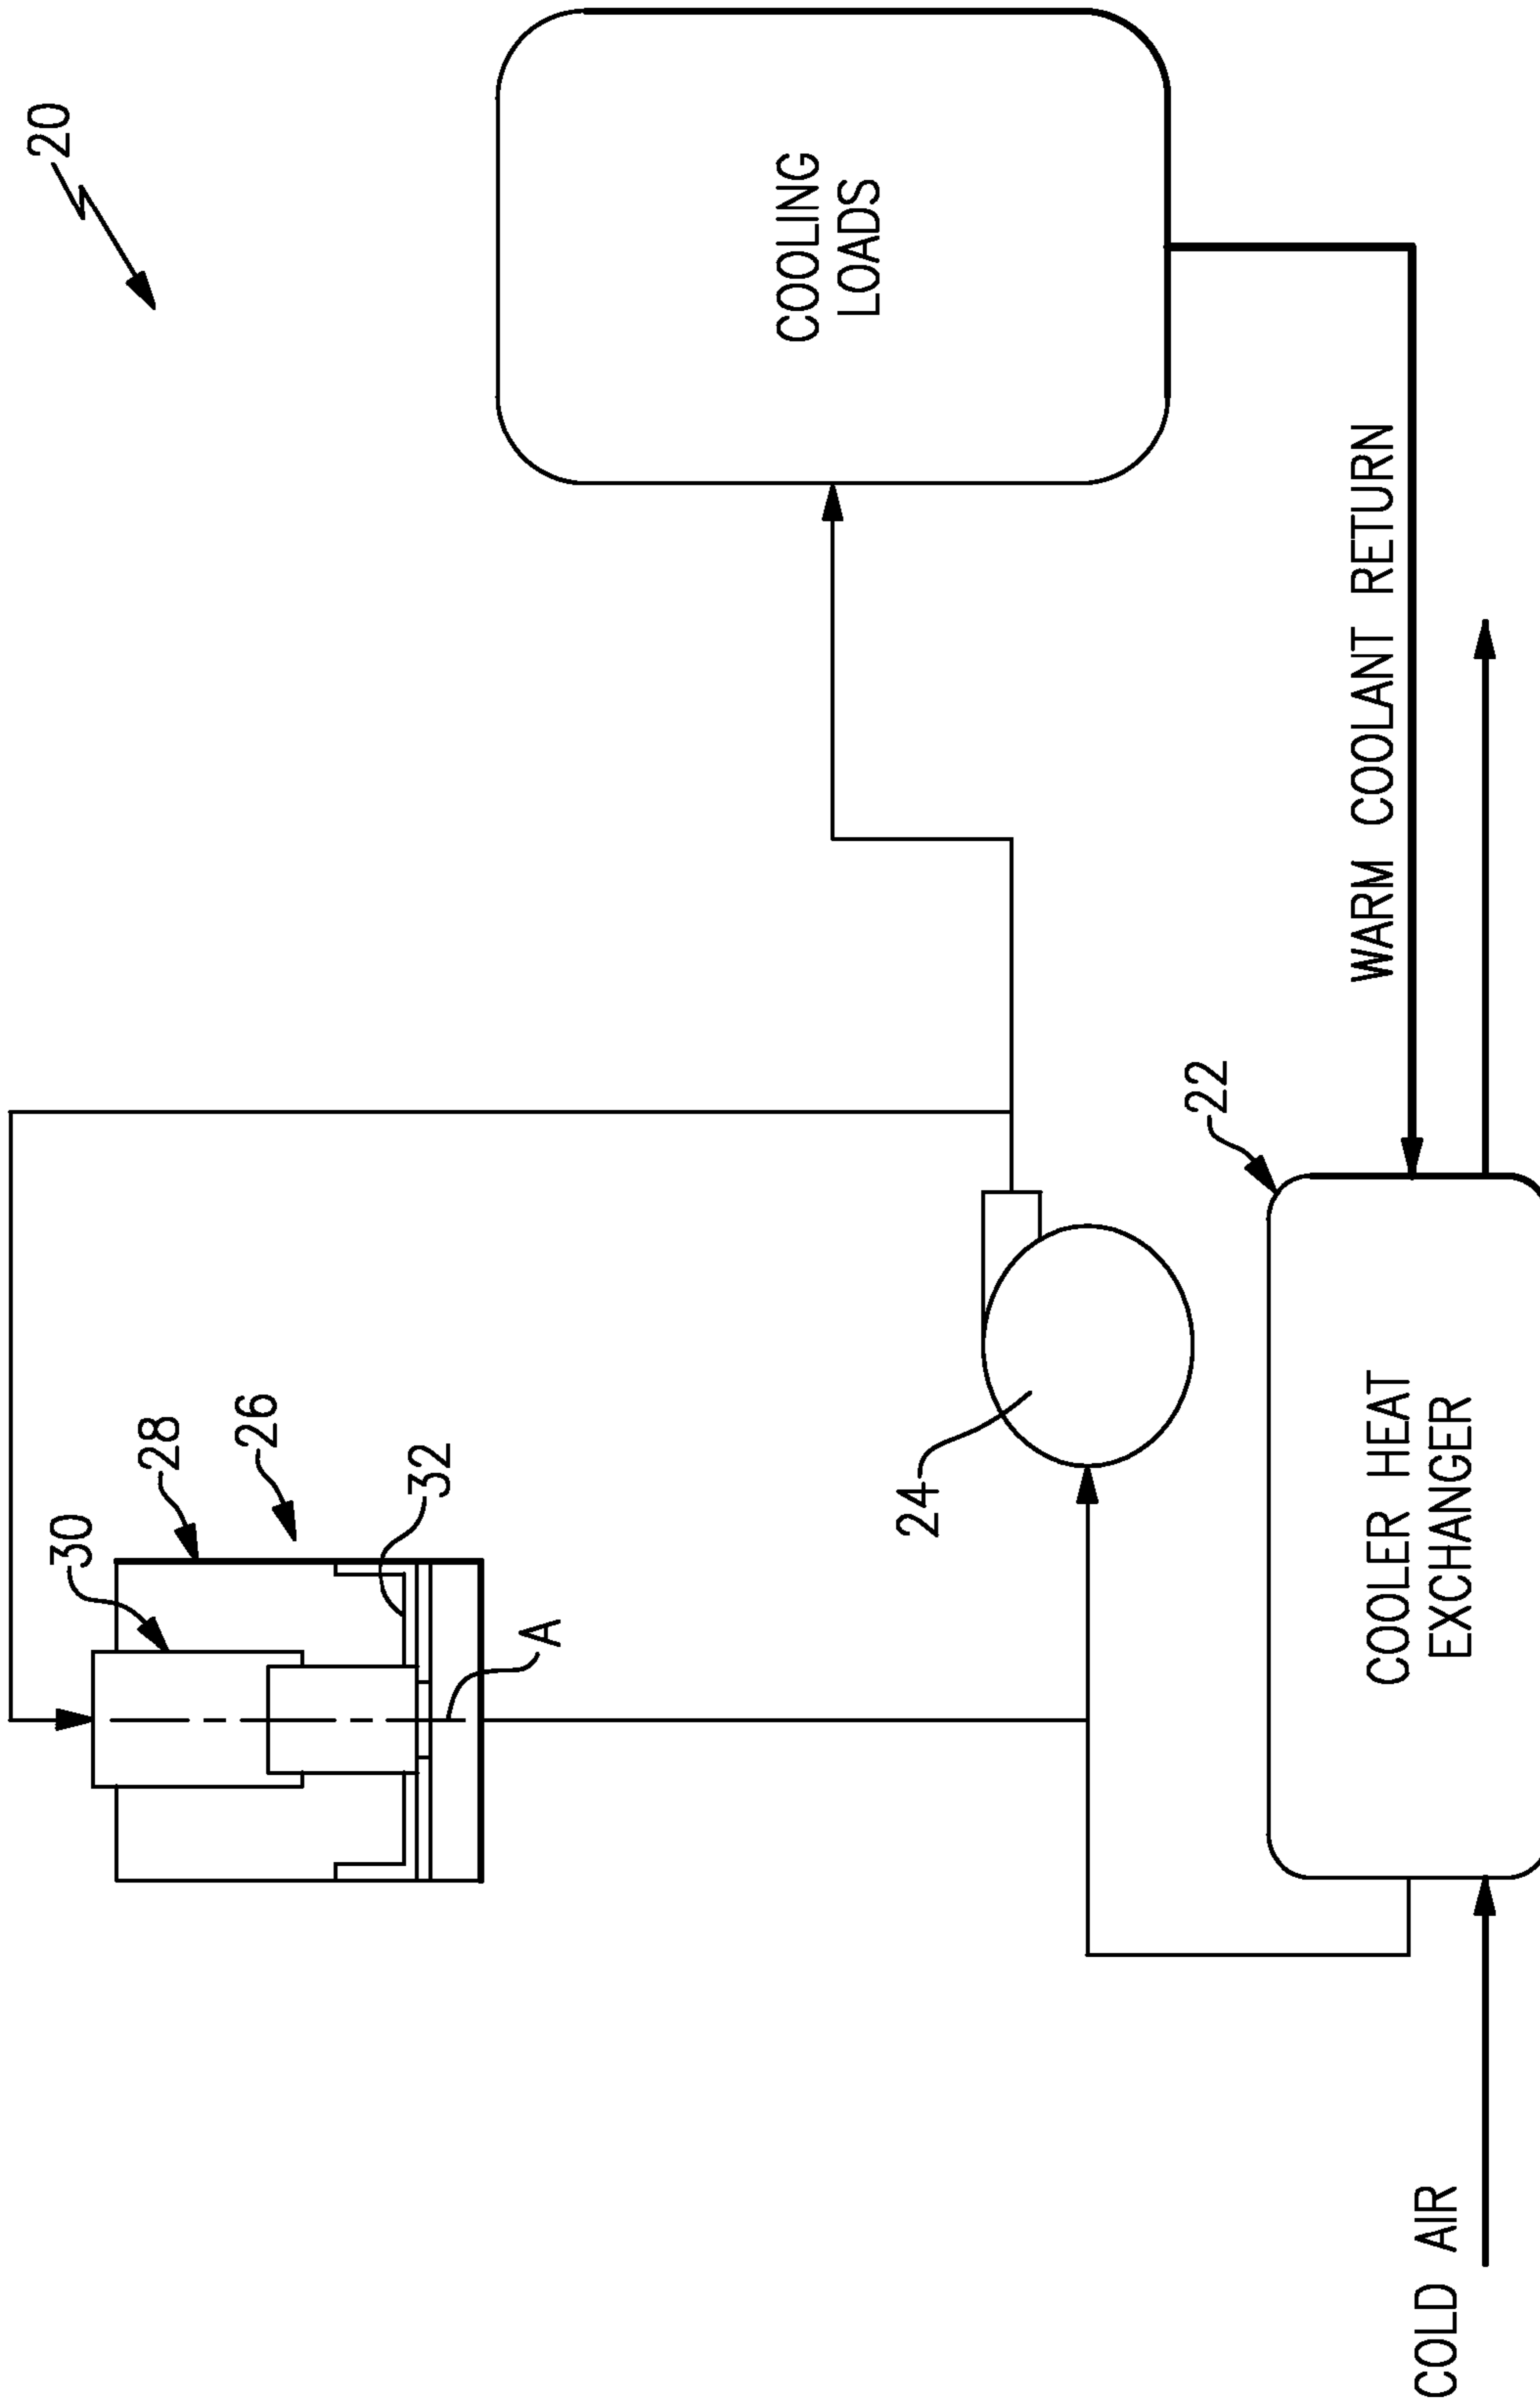 20
COOLING
LOADS
WARM COOLANT RETURN
22
28
26
30
32
24
A
COOLER HEAT
EXCHANGER
COLD AIR